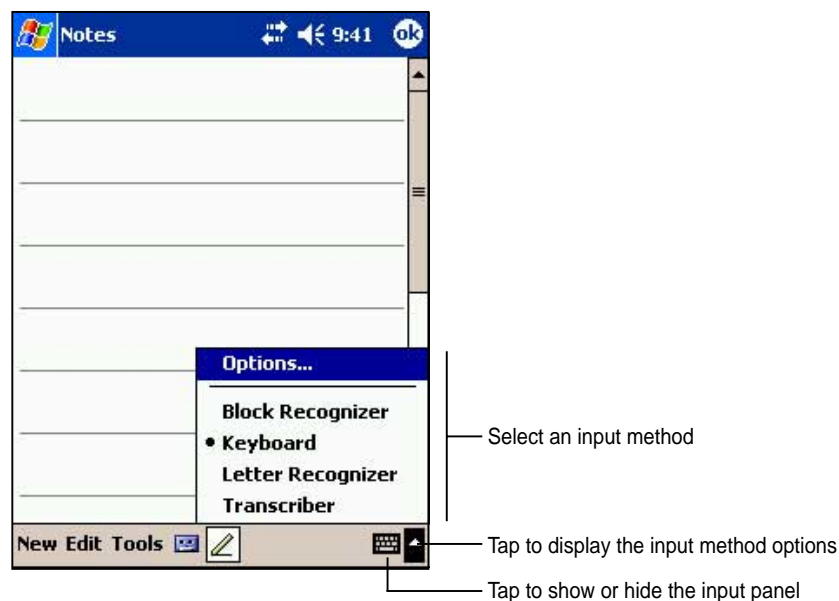 Notes 9:41 ok
Options...
Block Recognizer
Keyboard
Select an input method
Letter Recognizer
Transcriber
New Edit Tools
Tap to display the input method options
Tap to show or hide the input panel